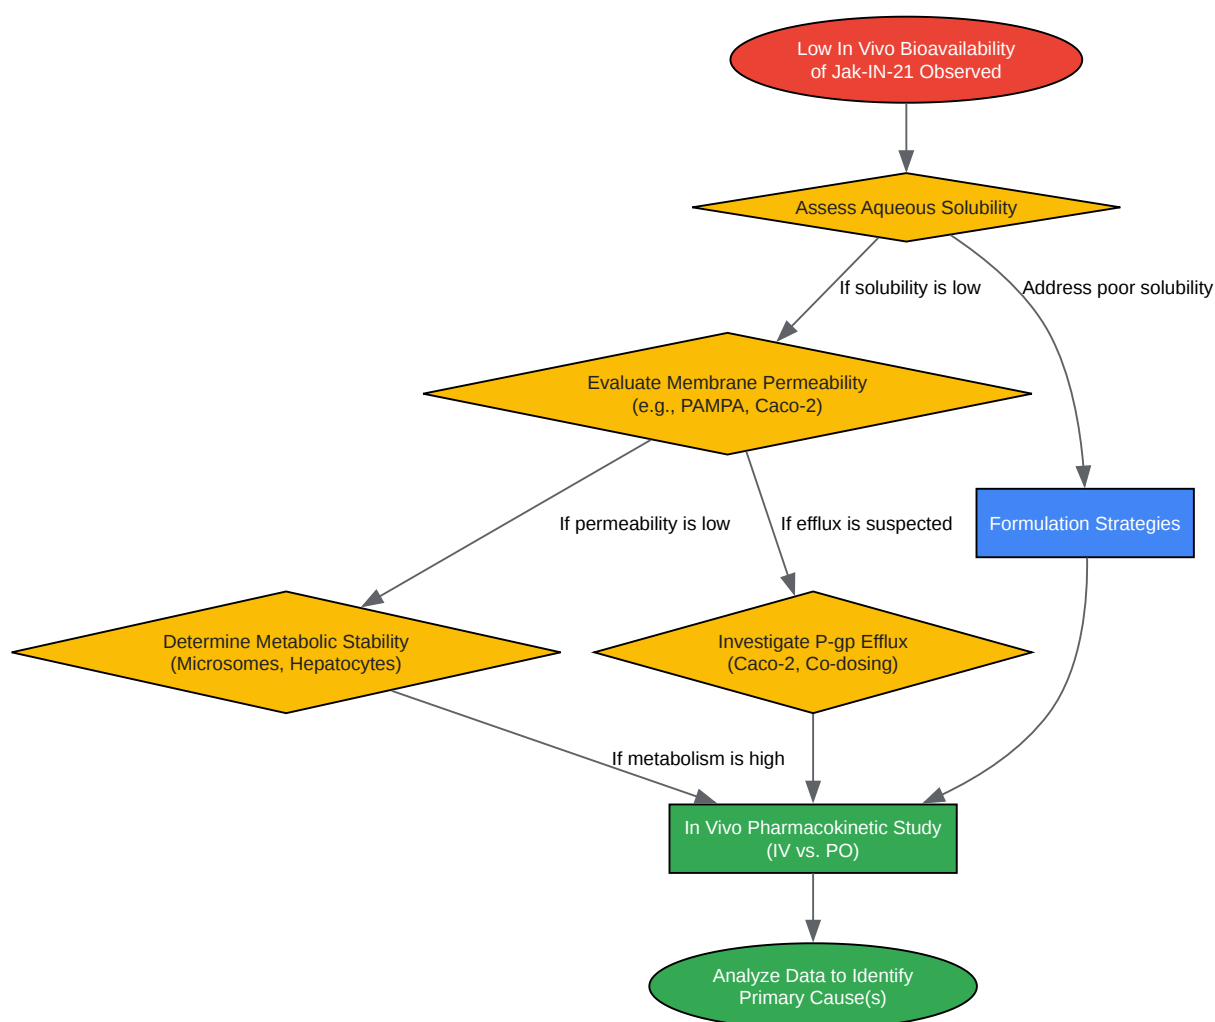 Low In Vivo Bioavailability
of Jak-IN-21 Observed
Assess Aqueous Solubility
If solubility is low
Address poor solubility
Evaluate Membrane Permeability
(e.g., PAMPA, Caco-2)
If permeability is low
If efflux is suspected
Formulation Strategies
Determine Metabolic Stability
(Microsomes, Hepatocytes)
Investigate P-gp Efflux
(Caco-2, Co-dosing)
If metabolism is high
In Vivo Pharmacokinetic Study
(IV vs. PO)
Analyze Data to Identify
Primary Cause(s)